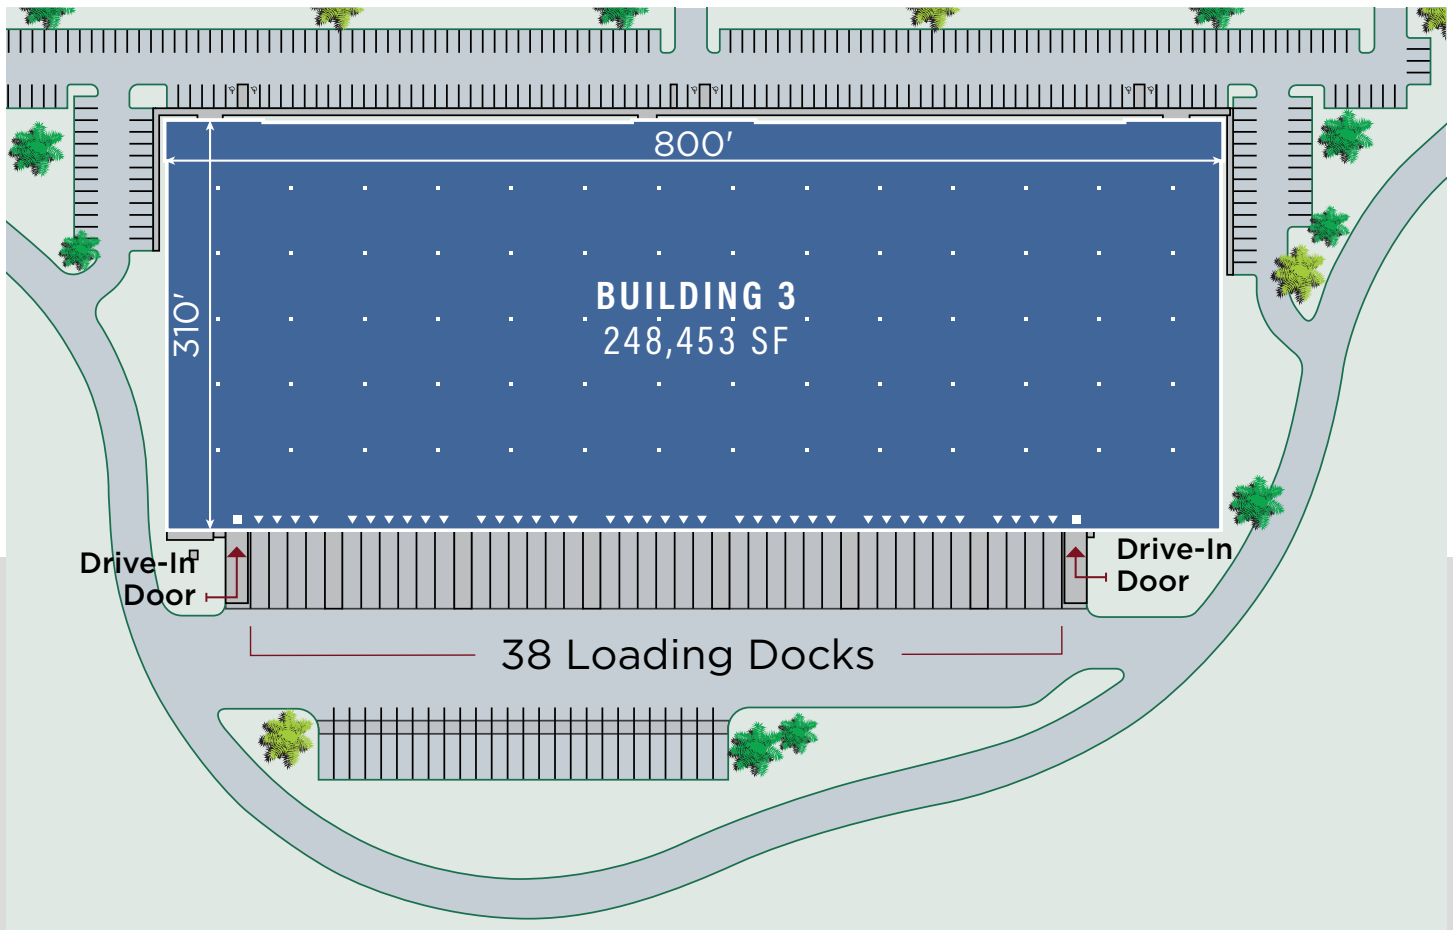 800'
310'
BUILDING 3
248,453 SF
Drive-In
Door
Drive-In
Door
38 Loading Docks